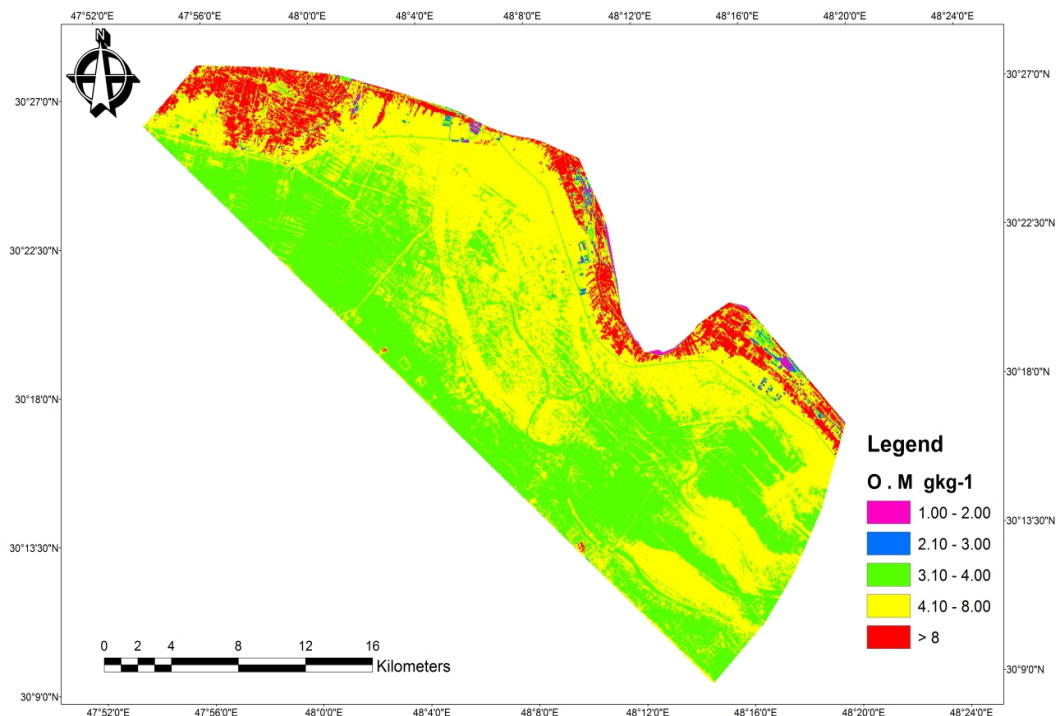 47°52'0"E 47°56'0"E 48°0'0"E 48°4'0"E 48°8'0"E 48°12'0"E 48°16'0"E 48°20'0"E 48°24'0"E
N
30°27'0"N 30°27'0"N
30°22'30"N 30°22'30"N
30°18'0"N 30°18'0"N
Legend
O . M gkg-1
1.00 - 2.00
2.10 - 3.00
3.10 - 4.00
4.10 - 8.00
> 8
30°13'30"N 30°13'30"N
0 2 4 8 12 16
Kilometers
30°9'0"N 30°9'0"N
47°52'0"E 47°56'0"E 48°0'0"E 48°4'0"E 48°8'0"E 48°12'0"E 48°16'0"E 48°20'0"E 48°24'0"E